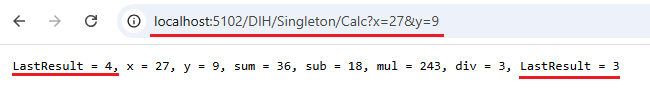 localhost:5102/DIH/Singleton/Calc?x=27&y=9
LastResult = 4, x = 27, y = 9, sum = 36, sub = 18, mul = 243, div = 3, LastResult = 3